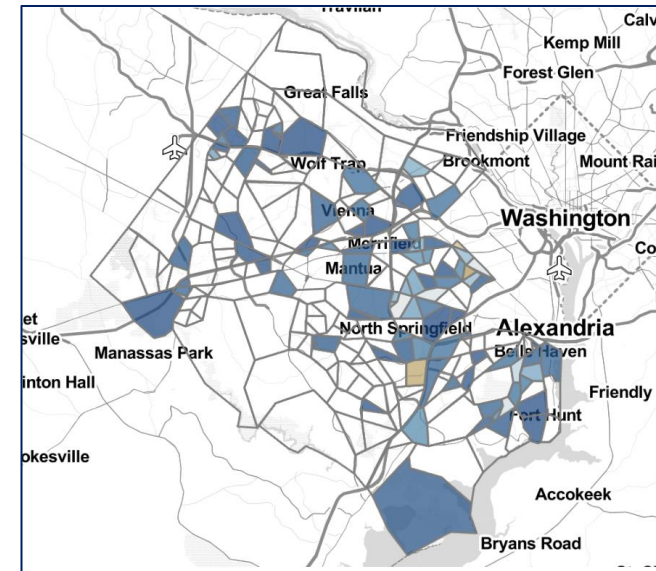 Calv
Kemp Mill
Forest Glen
Great Falls
Friendship Village
Wolf Trap
Brookmont
Mount Rai
Vienna
Washington
Merrifield
Co
Mantua
et
sville
North Springfield
Alexandria
Manassas Park
Belle Haven
inton Hall
Friendly
Fort Hunt
okesville
Accokeek
Bryans Road